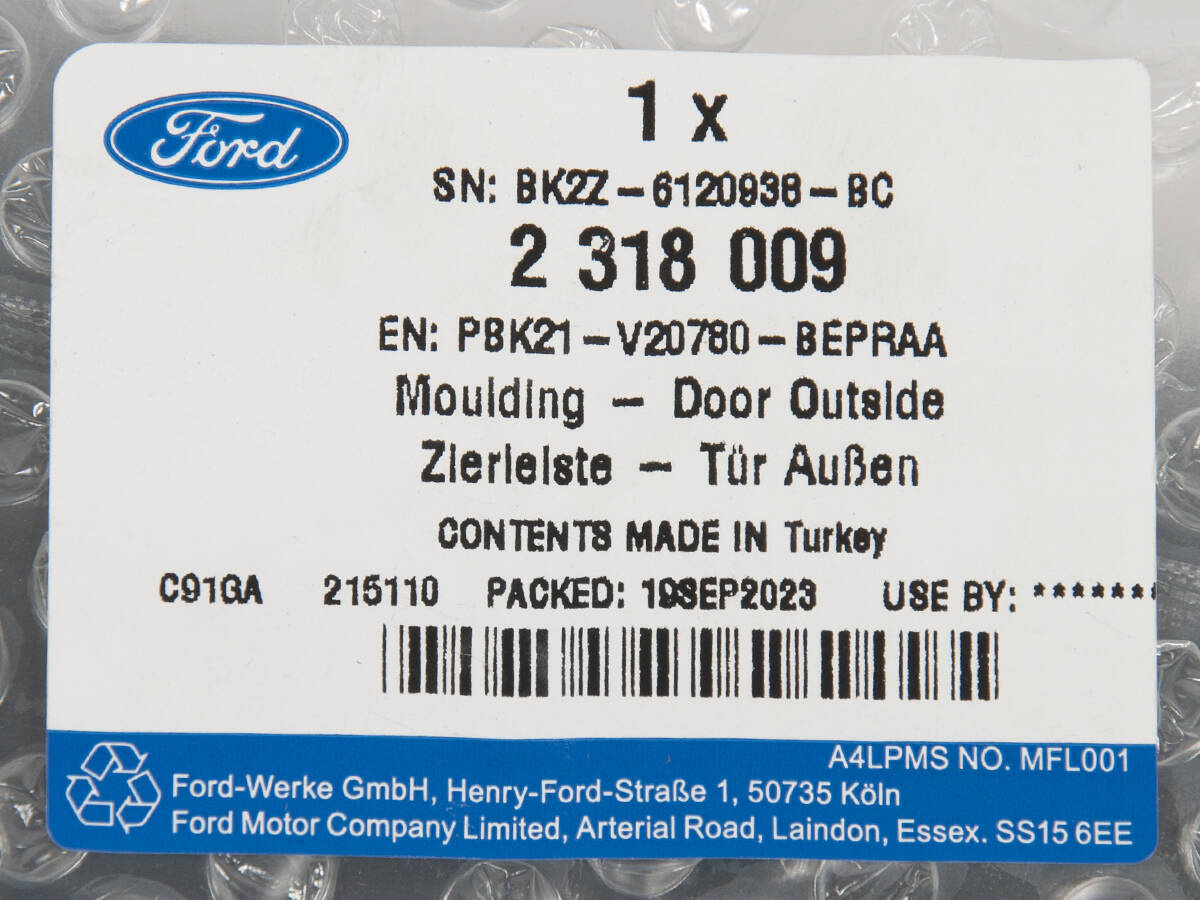 Ford
1 x
SN: BK2Z-6120938-BC
2 318 009
EN: PBK21-V20780-BEPRAA
Moulding - Door Outside
Zierleiste - Tür Außen
CONTENTS MADE IN Turkey
C91GA 215110 PACKED: 19SEP2023 USE BY: *******
A4LPMS NO. MFL001
Ford-Werke GmbH, Henry-Ford-Straße 1, 50735 Köln
Ford Motor Company Limited, Arterial Road, Laindon, Essex. SS15 6EE